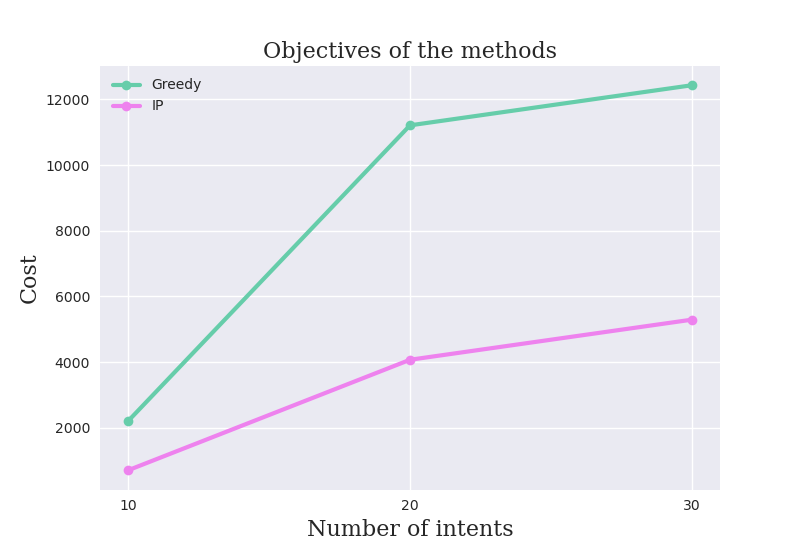 Objectives of the methods
Greedy
IP
12000
10000
8000
6000
4000
2000
Cost
10 20 30
Number of intents